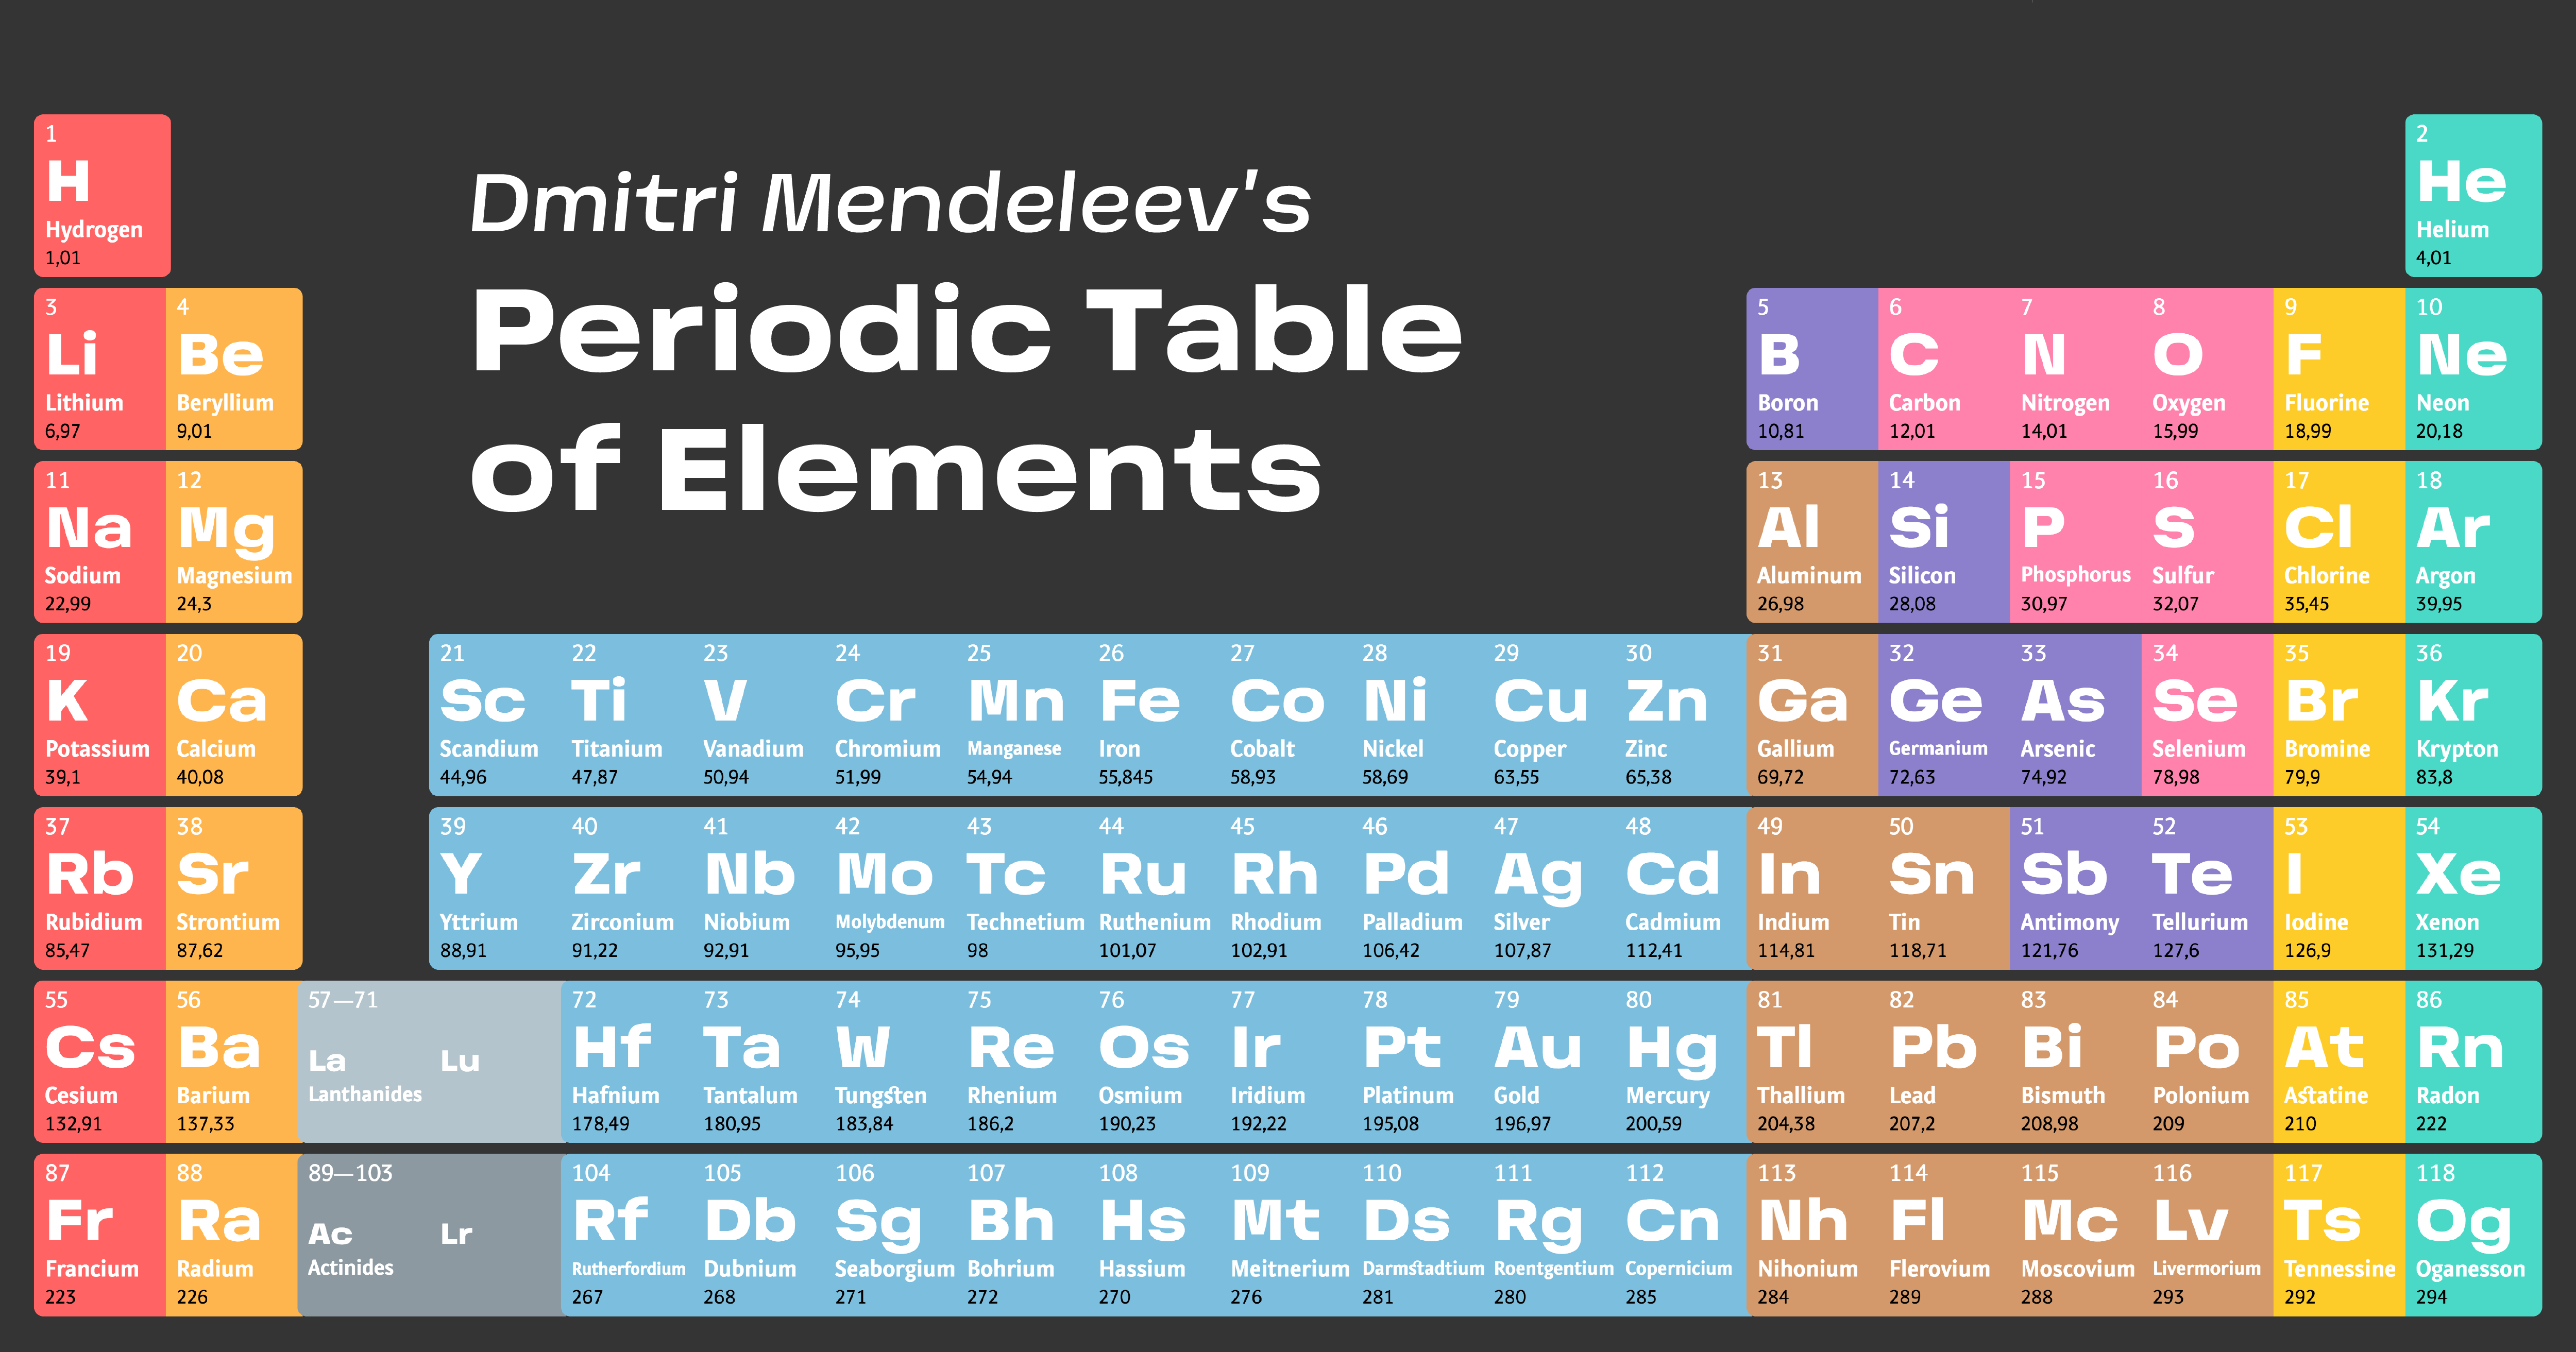 Dmitri Mendeleev's
Periodic Table
of Elements
1 2
H He
Hydrogen Helium
1,01 4,01
3 4 5 6 7 8 9 10
Li Be B C N O F Ne
Lithium Beryllium Boron Carbon Nitrogen Oxygen Fluorine Neon
6,97 9,01 10,81 12,01 14,01 15,99 18,99 20,18
11 12 13 14 15 16 17 18
Na Mg Al Si P S Cl Ar
Sodium Magnesium Aluminum Silicon Phosphorus Sulfur Chlorine Argon
22,99 24,3 26,98 28,08 30,97 32,07 35,45 39,95
19 20 21 22 23 24 25 26 27 28 29 30 31 32 33 34 35 36
K Ca Sc Ti V Cr Mn Fe Co Ni Cu Zn Ga Ge As Se Br Kr
Potassium Calcium Scandium Titanium Vanadium Chromium Manganese Iron Cobalt Nickel Copper Zinc Gallium Germanium Arsenic Selenium Bromine Krypton
39,1 40,08 44,96 47,87 50,94 51,99 54,94 55,845 58,93 58,69 63,55 65,38 69,72 72,63 74,92 78,98 79,9 83,8
37 38 39 40 41 42 43 44 45 46 47 48 49 50 51 52 53 54
Rb Sr Y Zr Nb Mo Tc Ru Rh Pd Ag Cd In Sn Sb Te I Xe
Rubidium Strontium Yttrium Zirconium Niobium Molybdenum Technetium Ruthenium Rhodium Palladium Silver Cadmium Indium Tin Antimony Tellurium Iodine Xenon
85,47 87,62 88,91 91,22 92,91 95,95 98 101,07 102,91 106,42 107,87 112,41 114,81 118,71 121,76 127,6 126,9 131,29
55 56 57—71 72 73 74 75 76 77 78 79 80 81 82 83 84 85 86
Cs Ba La Lu Hf Ta W Re Os Ir Pt Au Hg Tl Pb Bi Po At Rn
Cesium Barium Lanthanides Hafnium Tantalum Tungsten Rhenium Osmium Iridium Platinum Gold Mercury Thallium Lead Bismuth Polonium Astatine Radon
132,91 137,33 178,49 180,95 183,84 186,2 190,23 192,22 195,08 196,97 200,59 204,38 207,2 208,98 209 210 222
87 88 89—103 104 105 106 107 108 109 110 111 112 113 114 115 116 117 118
Fr Ra Ac Lr Rf Db Sg Bh Hs Mt Ds Rg Cn Nh Fl Mc Lv Ts Og
Francium Radium Actinides Rutherfordium Dubnium Seaborgium Bohrium Hassium Meitnerium Darmstadtium Roentgentium Copernicium Nihonium Flerovium Moscovium Livermorium Tennessine Oganesson
223 226 267 268 271 272 270 276 281 280 285 284 289 288 293 292 294